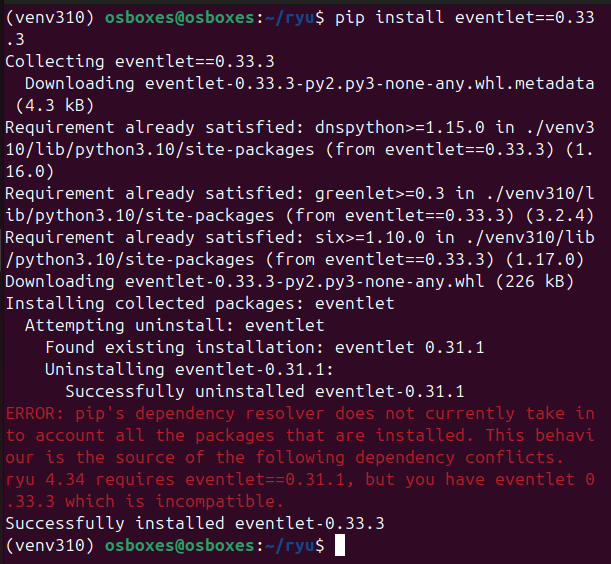 (venv310) osboxes@osboxes:~/ryu$ pip install eventlet==0.33
.3
Collecting eventlet==0.33.3
  Downloading eventlet-0.33.3-py2.py3-none-any.whl.metadata
 (4.3 kB)
Requirement already satisfied: dnspython>=1.15.0 in ./venv3
10/lib/python3.10/site-packages (from eventlet==0.33.3) (1.
16.0)
Requirement already satisfied: greenlet>=0.3 in ./venv310/l
ib/python3.10/site-packages (from eventlet==0.33.3) (3.2.4)
Requirement already satisfied: six>=1.10.0 in ./venv310/lib
/python3.10/site-packages (from eventlet==0.33.3) (1.17.0)
Downloading eventlet-0.33.3-py2.py3-none-any.whl (226 kB)
Installing collected packages: eventlet
  Attempting uninstall: eventlet
    Found existing installation: eventlet 0.31.1
    Uninstalling eventlet-0.31.1:
      Successfully uninstalled eventlet-0.31.1
ERROR: pip's dependency resolver does not currently take in
to account all the packages that are installed. This behavi
our is the source of the following dependency conflicts.
ryu 4.34 requires eventlet==0.31.1, but you have eventlet 0
.33.3 which is incompatible.
Successfully installed eventlet-0.33.3
(venv310) osboxes@osboxes:~/ryu$